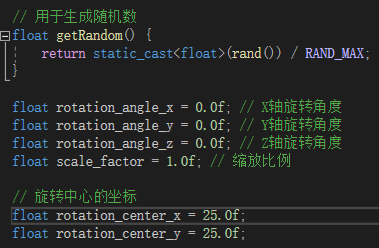 // 用于生成随机数
float getRandom() {
return static_cast<float>(rand()) / RAND_MAX;
}
float rotation_angle_x = 0.0f; // X轴旋转角度
float rotation_angle_y = 0.0f; // Y轴旋转角度
float rotation_angle_z = 0.0f; // Z轴旋转角度
float scale_factor = 1.0f; // 缩放比例
// 旋转中心的坐标
float rotation_center_x = 25.0f;
float rotation_center_y = 25.0f;